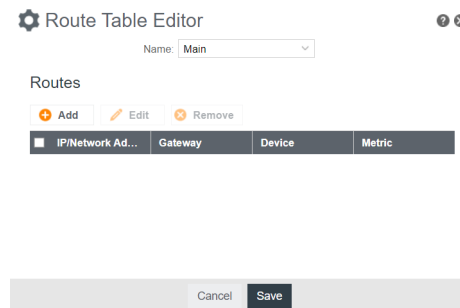 Route Table Editor
Name: Main
Routes
Add Edit Remove
IP/Network Ad... Gateway Device Metric
Cancel Save